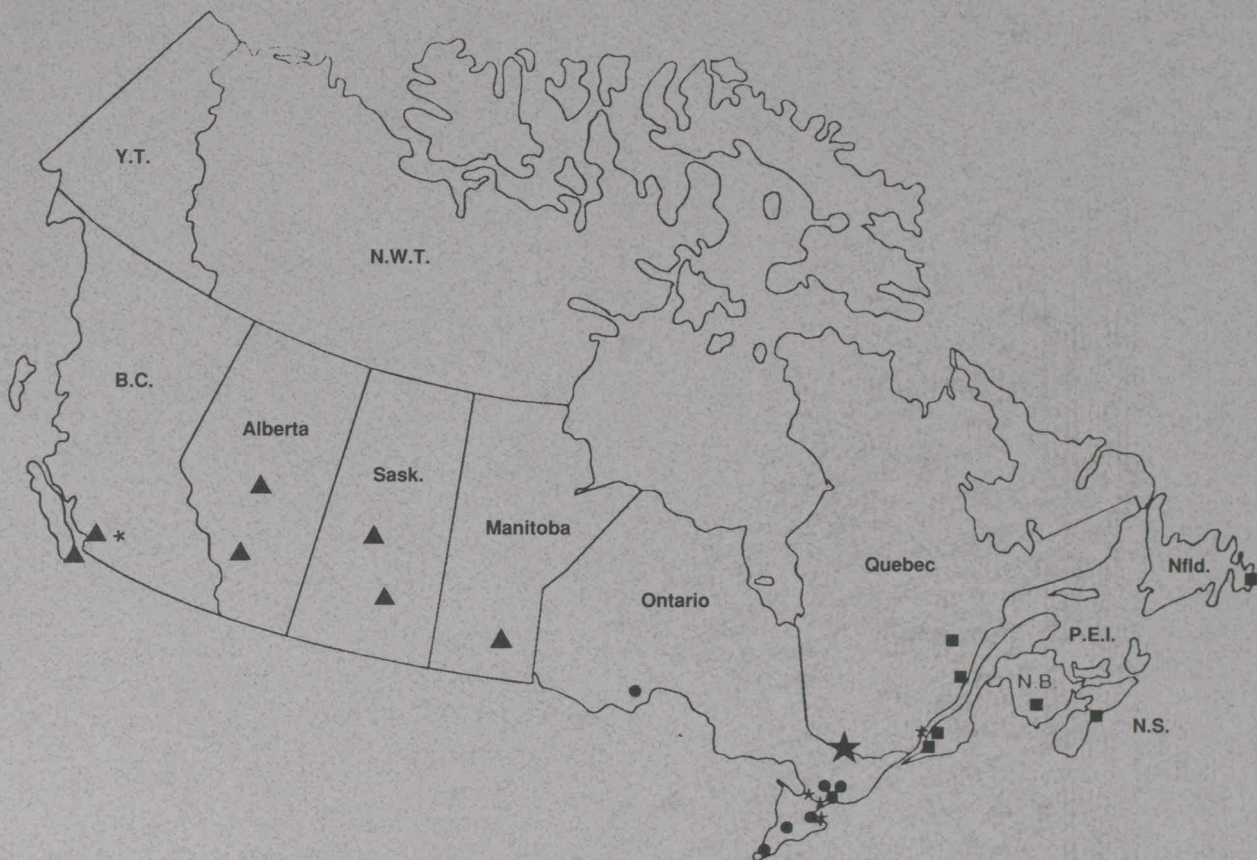 Y.T.
N.W.T.
B.C.
Alberta
Sask.
Manitoba
Ontario
Quebec
Nfld.
P.E.I.
N.B
N.S.